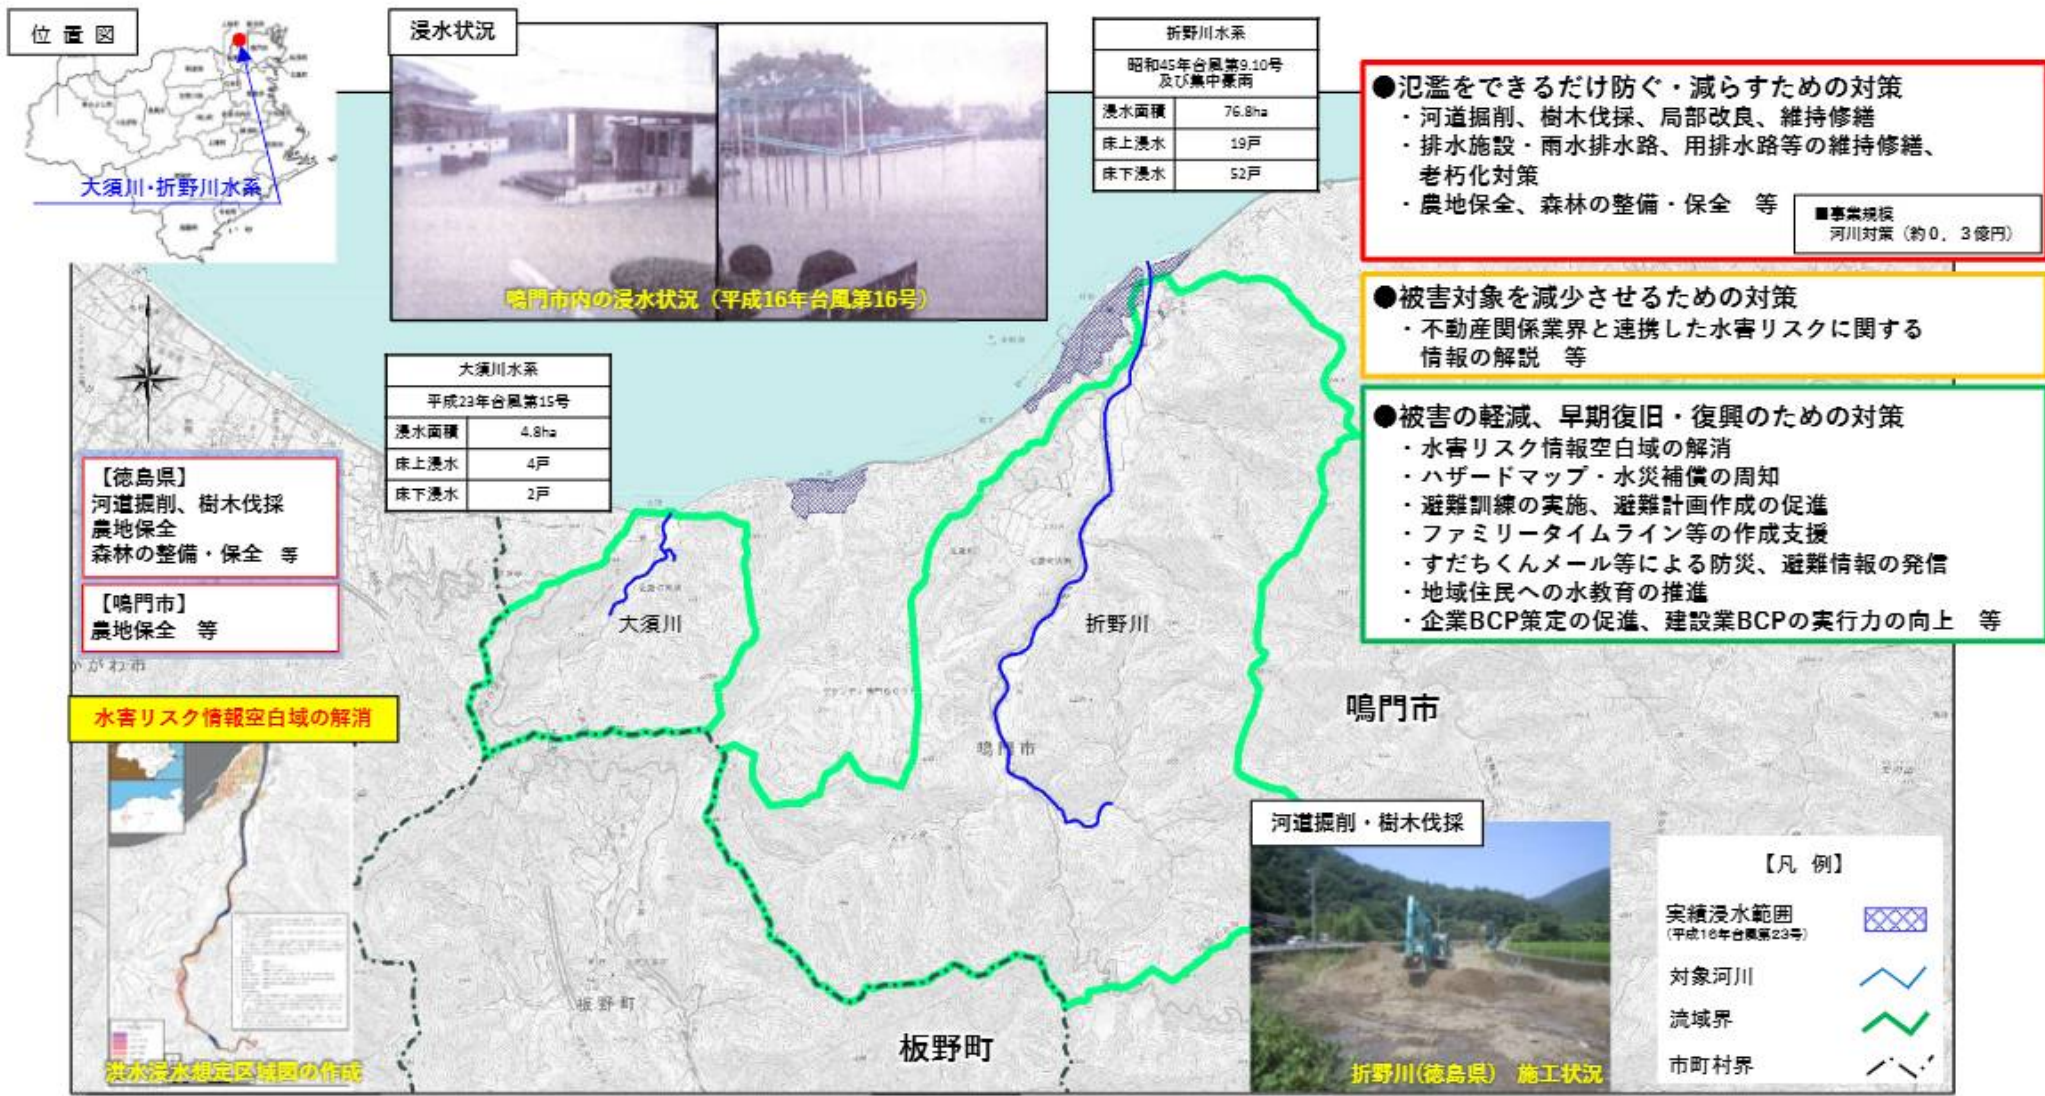 位置図
大須川・折野川水系
浸水状況
鳴門市内の浸水状況（平成16年台風第16号）
折野川水系
昭和45年台風第9.10号
及び集中豪雨
浸水面積 76.8ha
床上浸水 19戸
床下浸水 52戸
●氾濫をできるだけ防ぐ・減らすための対策
・河道掘削、樹木伐採、局部改良、維持修繕
・排水施設・雨水排水路、用排水路等の維持修繕、
老朽化対策
・農地保全、森林の整備・保全 等
■事業規模
河川対策（約0．3億円）
●被害対象を減少させるための対策
・不動産関係業界と連携した水害リスクに関する
情報の解説 等
●被害の軽減、早期復旧・復興のための対策
・水害リスク情報空白域の解消
・ハザードマップ・水災補償の周知
・避難訓練の実施、避難計画作成の促進
・ファミリータイムライン等の作成支援
・すだちくんメール等による防災、避難情報の発信
・地域住民への水教育の推進
・企業BCP策定の促進、建設業BCPの実行力の向上 等
大須川水系
平成23年台風第15号
浸水面積 4.8ha
床上浸水 4戸
床下浸水 2戸
【徳島県】
河道掘削、樹木伐採
農地保全
森林の整備・保全 等
【鳴門市】
農地保全 等
大須川
折野川
鳴門市
鳴門市
板野町
板野町
水害リスク情報空白域の解消
洪水浸水想定区域図の作成
河道掘削・樹木伐採
折野川(徳島県) 施工状況
【凡 例】
実績浸水範囲
(平成16年台風第23号)
対象河川
流域界
市町村界